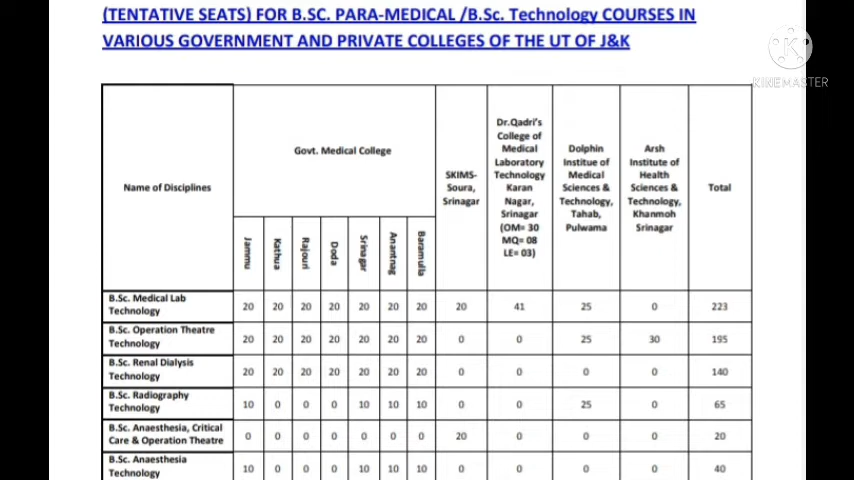 (TENTATIVE SEATS) FOR B.SC. PARA-MEDICAL /B.Sc. Technology COURSES IN
VARIOUS GOVERNMENT AND PRIVATE COLLEGES OF THE UT OF J&K
KINEMASTER
Name of Disciplines
Govt. Medical College
Jammu
Kathua
Rajouri
Doda
Srinagar
Anantnag
Baramulla
SKIMS-
Soura,
Srinagar
Dr.Qadri's
College of
Medical
Laboratory
Technology
Karan
Nagar,
Srinagar
(OM= 30
MQ= 08
LE= 03)
Dolphin
Institue of
Medical
Sciences &
Technology,
Tahab,
Pulwama
Arsh
Institute of
Health
Sciences &
Technology,
Khanmoh
Srinagar
Total
B.Sc. Medical Lab
Technology
20 20 20 20 20 20 20 20 41 25 0 223
B.Sc. Operation Theatre
Technology
20 20 20 20 20 20 20 0 0 25 30 195
B.Sc. Renal Dialysis
Technology
20 20 20 20 20 20 20 0 0 0 0 140
B.Sc. Radiography
Technology
10 0 0 0 10 10 10 0 0 25 0 65
B.Sc. Anaesthesia, Critical
Care & Operation Theatre
0 0 0 0 0 0 0 20 0 0 0 20
B.Sc. Anaesthesia
Technology
10 0 0 0 10 10 10 0 0 0 0 40